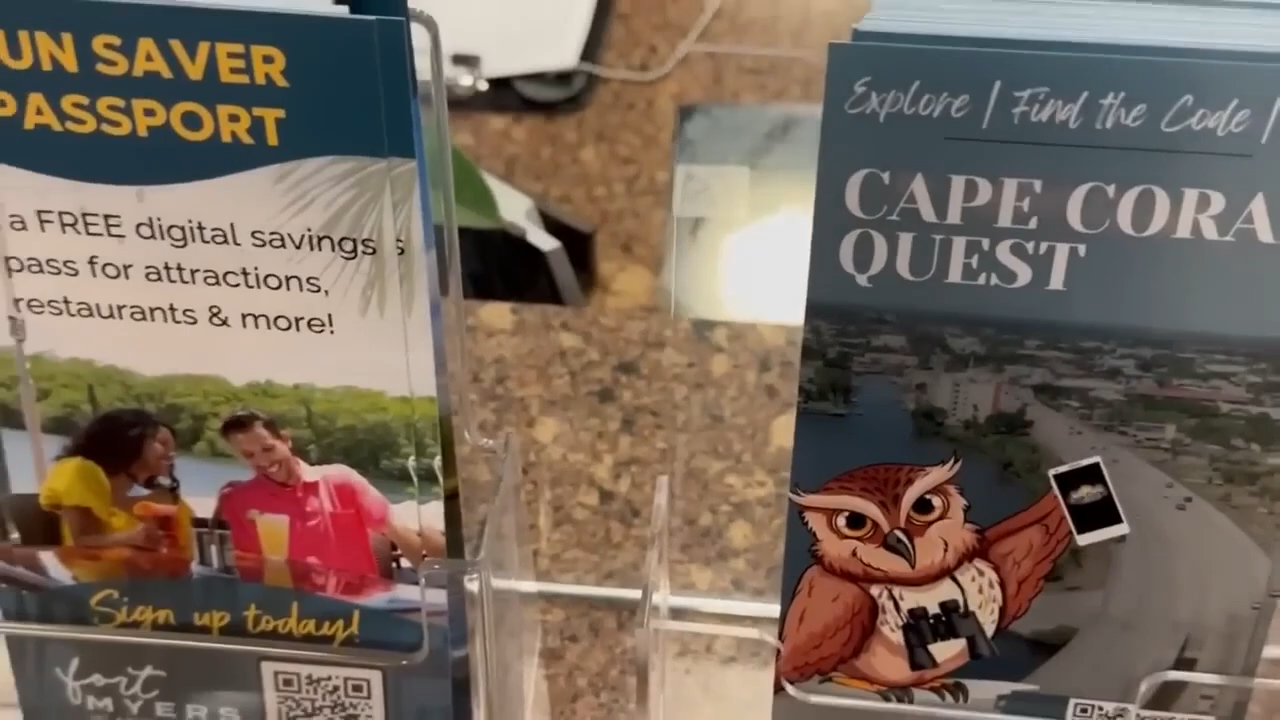 UN SAVER
PASSPORT
a FREE digital savings s
pass for attractions,
restaurants & more!
Sign up today!
fort
MYERS
Explore | Find the Code |
CAPE CORA
QUEST